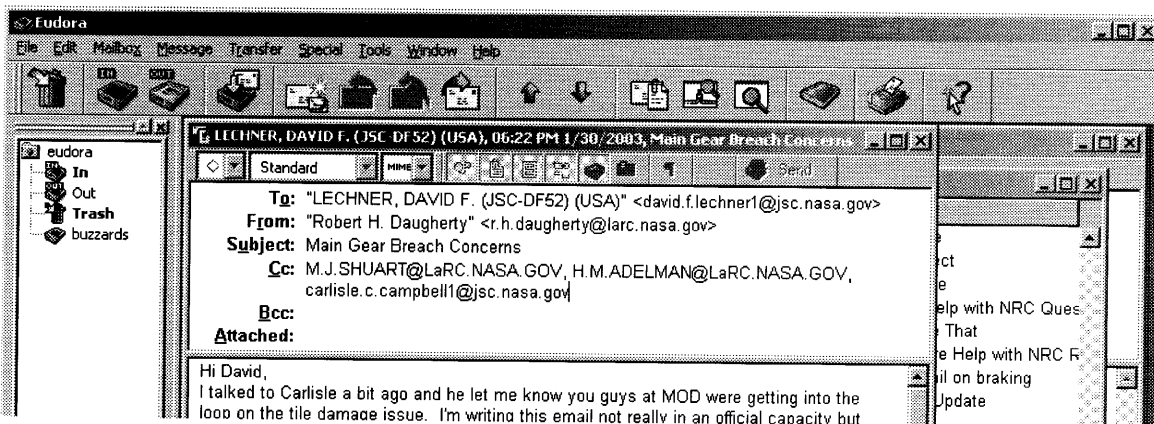 Eudora
File Edit Mailbox Message Transfer Special Tools Window Help
IN OUT
eudora
In
Out
Trash
buzzards
LECHNER, DAVID F. (JSC-DF52) (USA), 06:22 PM 1/30/2003, Main Gear Breach Concerns
Standard MIME Send
To: "LECHNER, DAVID F. (JSC-DF52) (USA)" <david.f.lechner1@jsc.nasa.gov>
From: "Robert H. Daugherty" <r.h.daugherty@larc.nasa.gov>
Subject: Main Gear Breach Concerns
Cc: M.J.SHUART@LaRC.NASA.GOV, H.M.ADELMAN@LaRC.NASA.GOV,
carlisle.c.campbell1@jsc.nasa.gov
Bcc:
Attached:
Hi David,
I talked to Carlisle a bit ago and he let me know you guys at MOD were getting into the
loop on the tile damage issue. I'm writing this email not really in an official capacity but
e
ect
e
elp with NRC Ques
That
e Help with NRC R
il on braking
Update